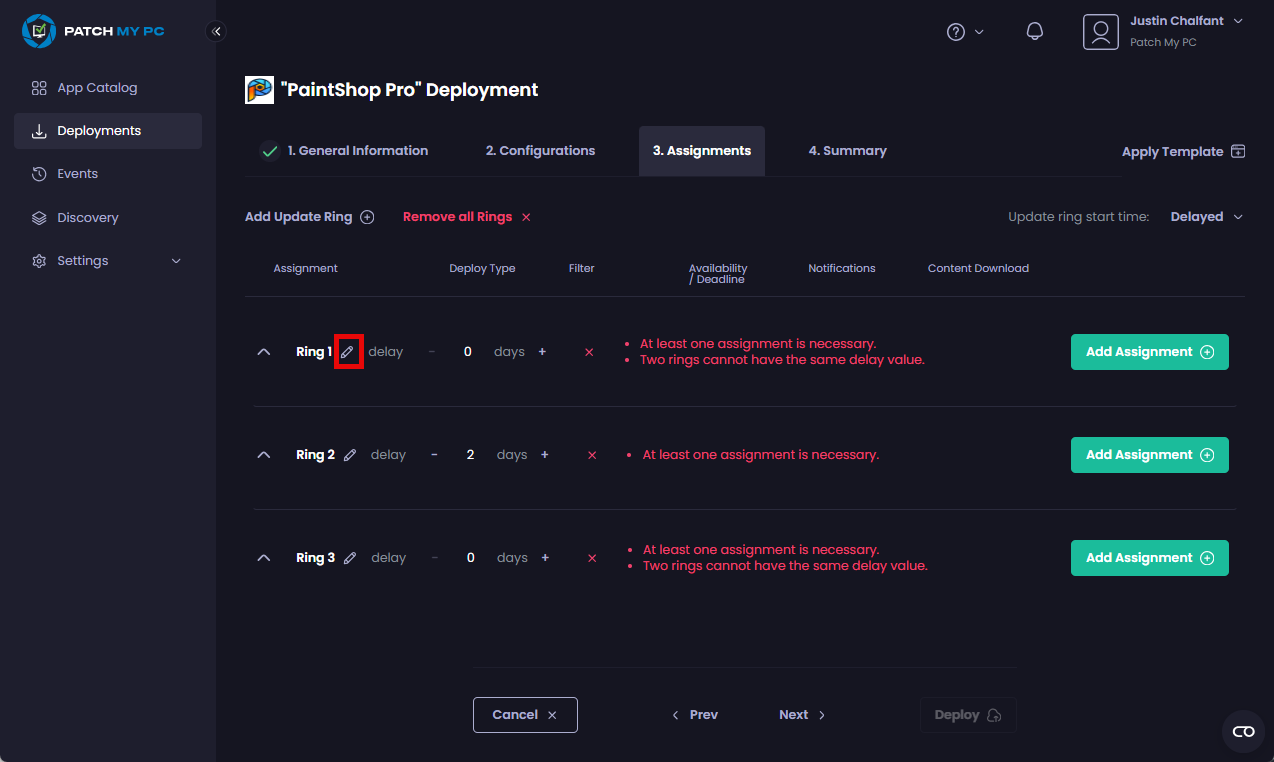 PATCH MY PC
Justin Chalfant
Patch My PC
App Catalog
Deployments
Events
Discovery
Settings
"PaintShop Pro" Deployment
1. General Information
2. Configurations
3. Assignments
4. Summary
Apply Template
Add Update Ring
Remove all Rings ×
Update ring start time: Delayed
Assignment Deploy Type Filter Availability Notifications Content Download
/ Deadline
Ring 1 delay - 0 days + ×
• At least one assignment is necessary.
• Two rings cannot have the same delay value.
Add Assignment
Ring 2 delay - 2 days + ×
• At least one assignment is necessary.
Add Assignment
Ring 3 delay - 0 days + ×
• At least one assignment is necessary.
• Two rings cannot have the same delay value.
Add Assignment
Cancel ×
Prev
Next
Deploy